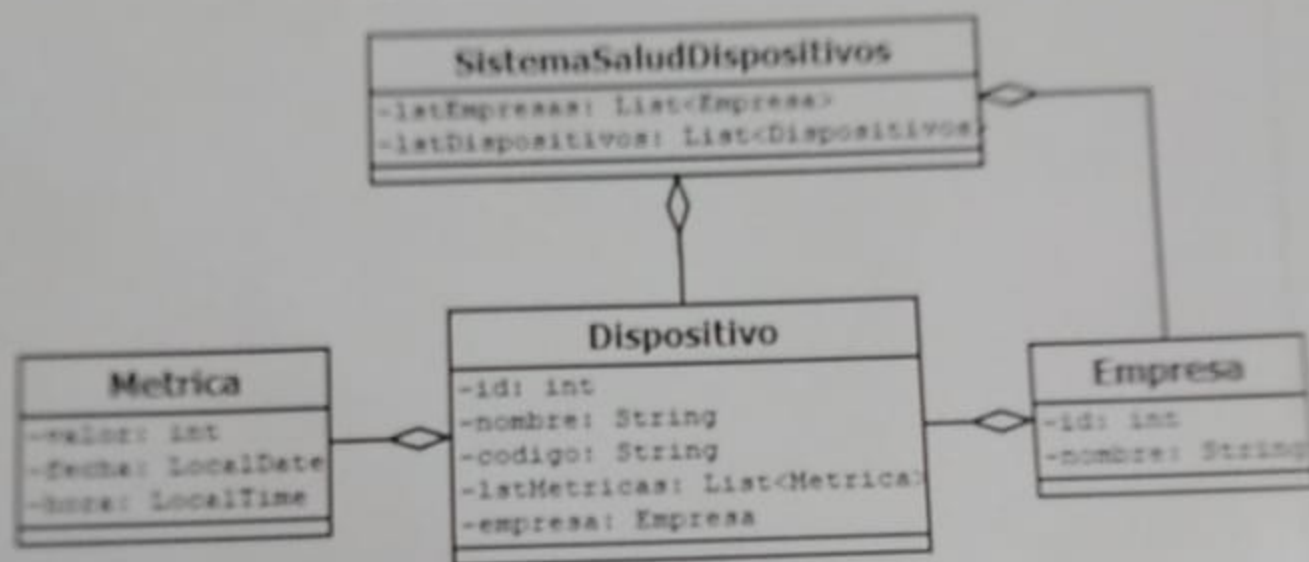 SistemaSaludDispositivos
-lstEmpresas: List<Empresa>
-lstDispositivos: List<Dispositivos>
Dispositivo
-id: int
-nombre: String
-codigo: String
-lstMetricas: List<Metrica>
-empresa: Empresa
Metrica
-valor: int
-fecha: LocalDate
-hora: LocalTime
Empresa
-id: int
-nombre: String